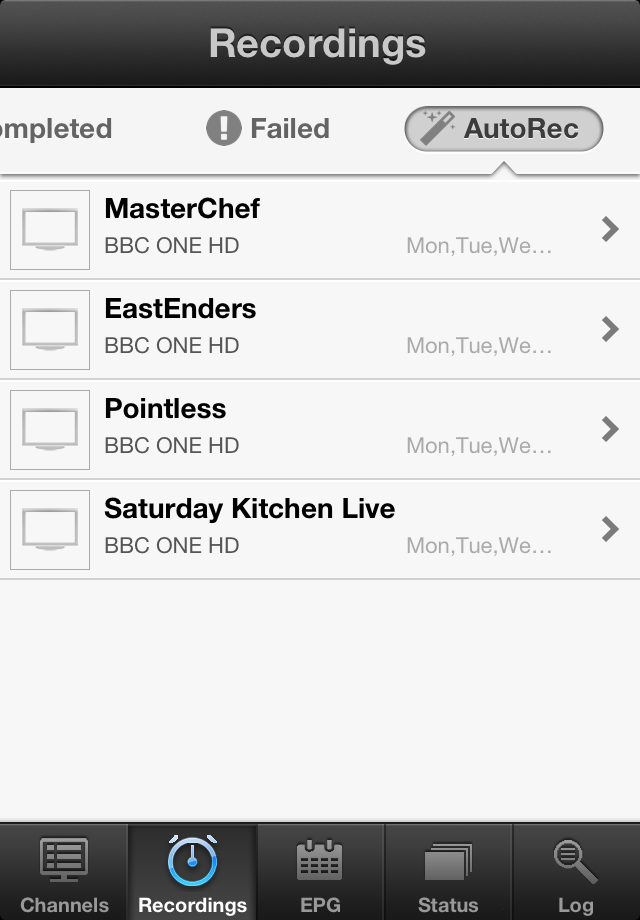 Recordings
ompleted
Failed
AutoRec
MasterChef
BBC ONE HD
Mon,Tue,We...
EastEnders
BBC ONE HD
Mon,Tue,We...
Pointless
BBC ONE HD
Mon,Tue,We...
Saturday Kitchen Live
BBC ONE HD
Mon,Tue,We...
Channels
Recordings
EPG
Status
Log